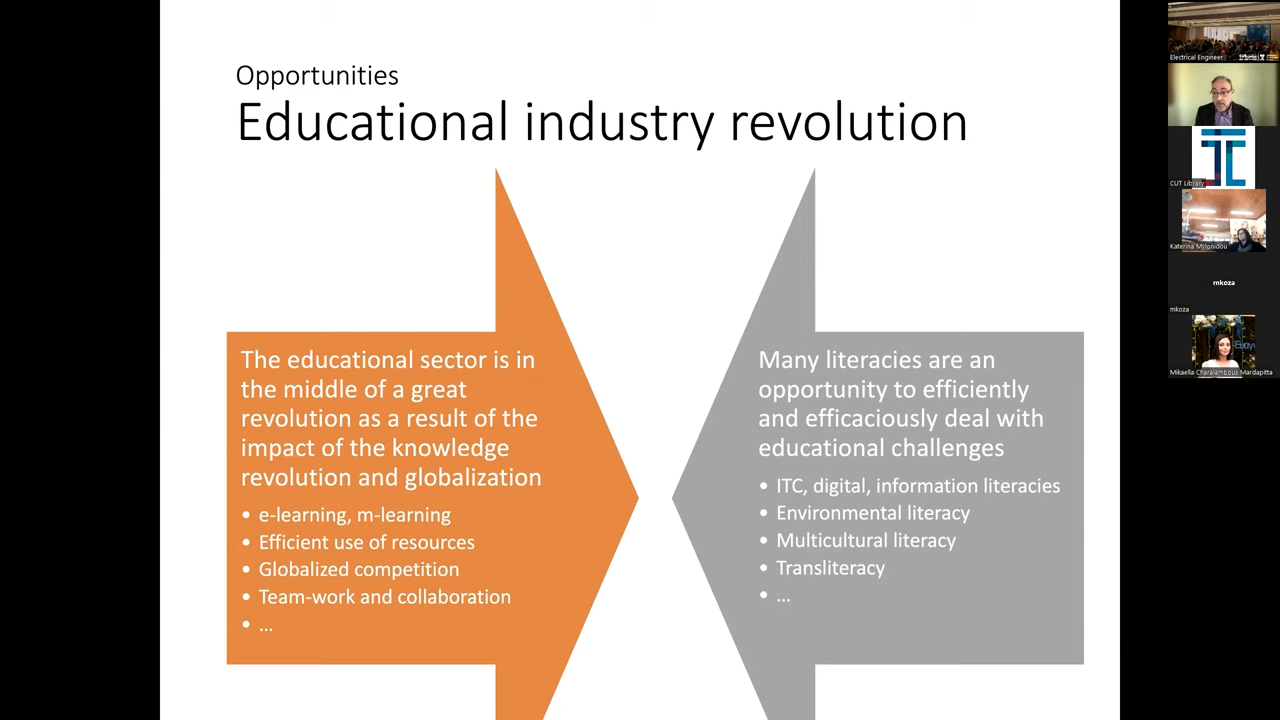 Opportunities
Educational industry revolution
The educational sector is in
the middle of a great
revolution as a result of the
impact of the knowledge
revolution and globalization
• e-learning, m-learning
• Efficient use of resources
• Globalized competition
• Team-work and collaboration
• ...
Many literacies are an
opportunity to efficiently
and efficaciously deal with
educational challenges
• ITC, digital, information literacies
• Environmental literacy
• Multicultural literacy
• Transliteracy
• ...
Electrical Engineer
CUT Library
Katerina Mylonidou
mkoza
mkoza
Mikaella Charalambous Mardapitta